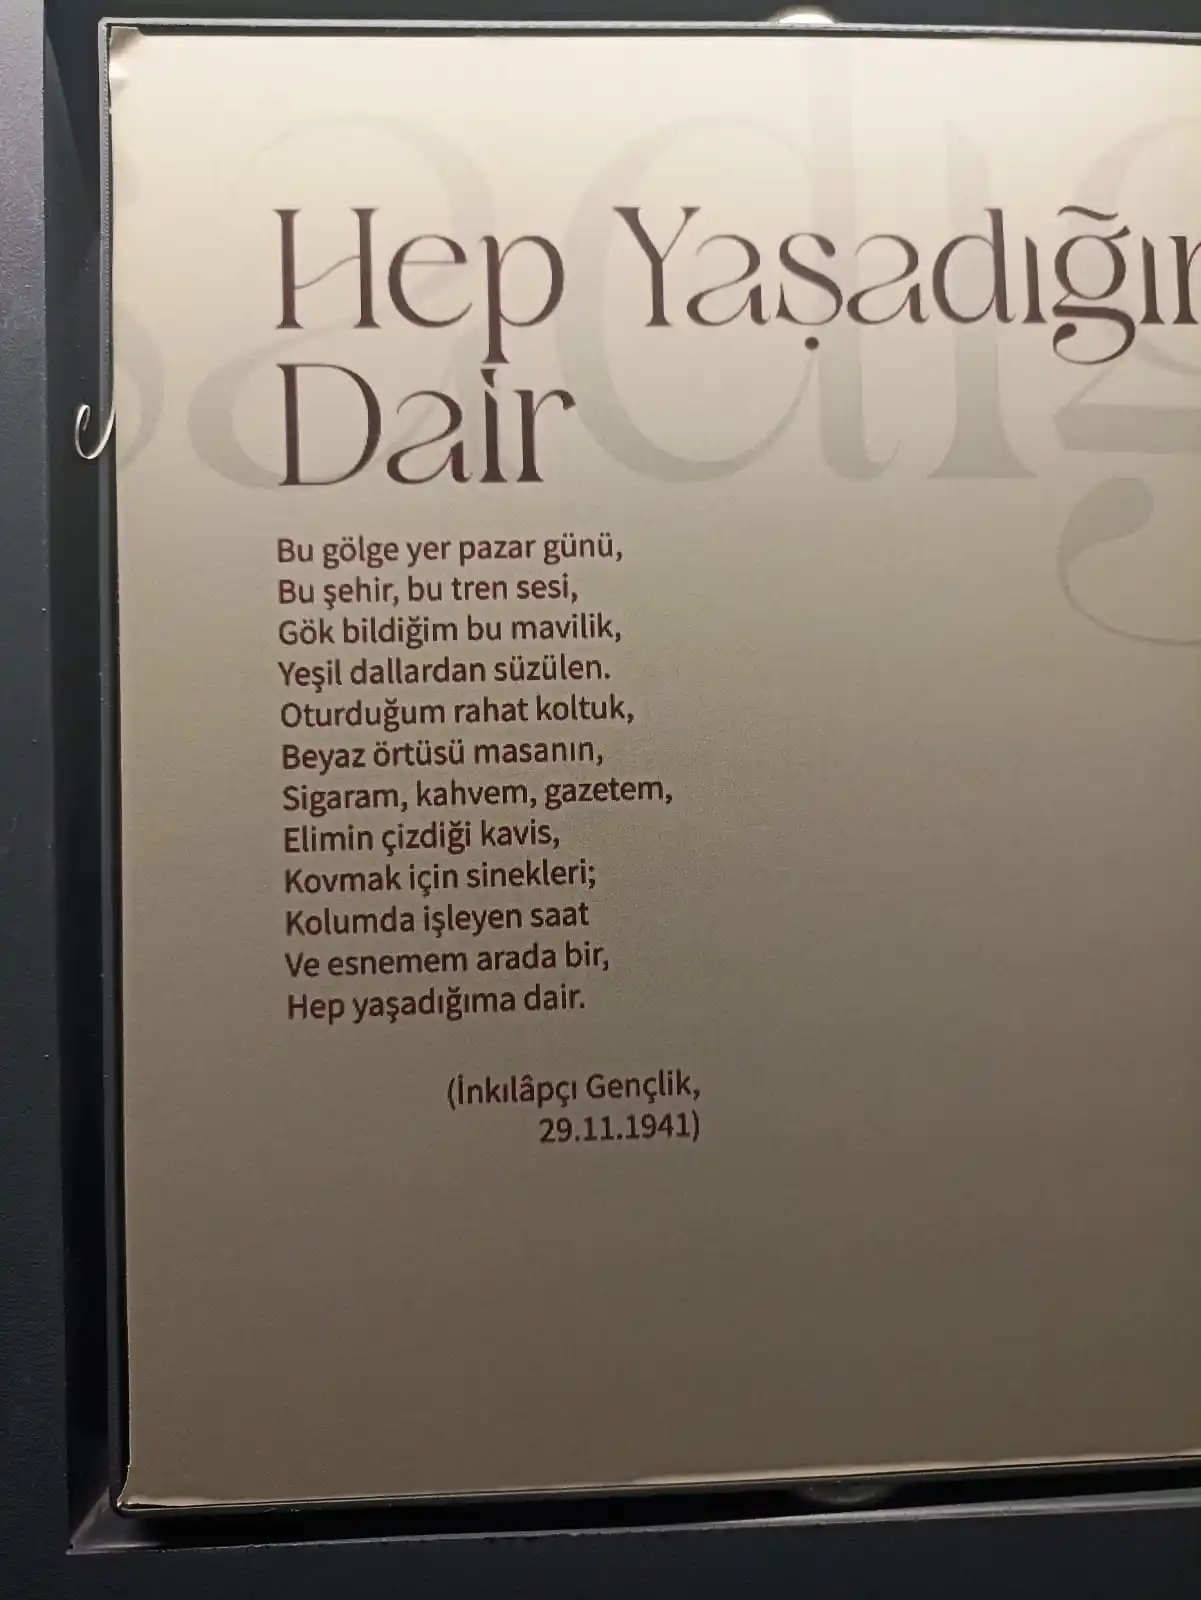 Hep Yaşadığım
Dair
Bu gölge yer pazar günü,
Bu şehir, bu tren sesi,
Gök bildiğim bu mavilik,
Yeşil dallardan süzülen.
Oturduğum rahat koltuk,
Beyaz örtüsü masanın,
Sigaram, kahvem, gazetem,
Elimin çizdiği kavis,
Kovmak için sinekleri;
Kolumda işleyen saat
Ve esnemem arada bir,
Hep yaşadığıma dair.
(İnkılâpçı Gençlik,
29.11.1941)